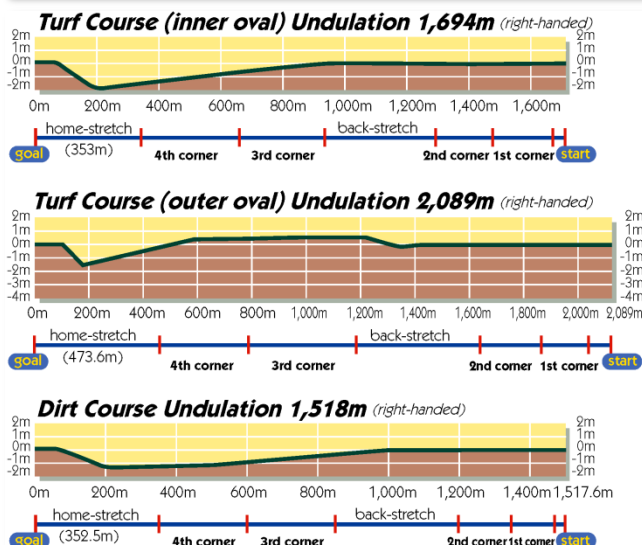 Turf Course (inner oval) Undulation 1,694m (right-handed)
2m 2m
1m 1m
0m 0m
-1m -1m
-2m -2m
0m 200m 400m 600m 800m 1,000m 1,200m 1,400m 1,600m
home-stretch back-stretch
goal (353m) 4th corner 3rd corner 2nd corner 1st corner start
Turf Course (outer oval) Undulation 2,089m (right-handed)
2m 2m
1m 1m
0m 0m
-1m -1m
-2m -2m
-3m -3m
-4m -4m
0m 200m 400m 600m 800m 1,000m 1,200m 1,400m 1,600m 1,800m 2,000m 2,089m
home-stretch back-stretch
goal (473.6m) 4th corner 3rd corner 2nd corner 1st corner start
Dirt Course Undulation 1,518m (right-handed)
2m 2m
1m 1m
0m 0m
-1m -1m
-2m -2m
0m 200m 400m 600m 800m 1,000m 1,200m 1,400m 1,517.6m
home-stretch back-stretch
goal (352.5m) 4th corner 3rd corner 2nd corner 1st corner start